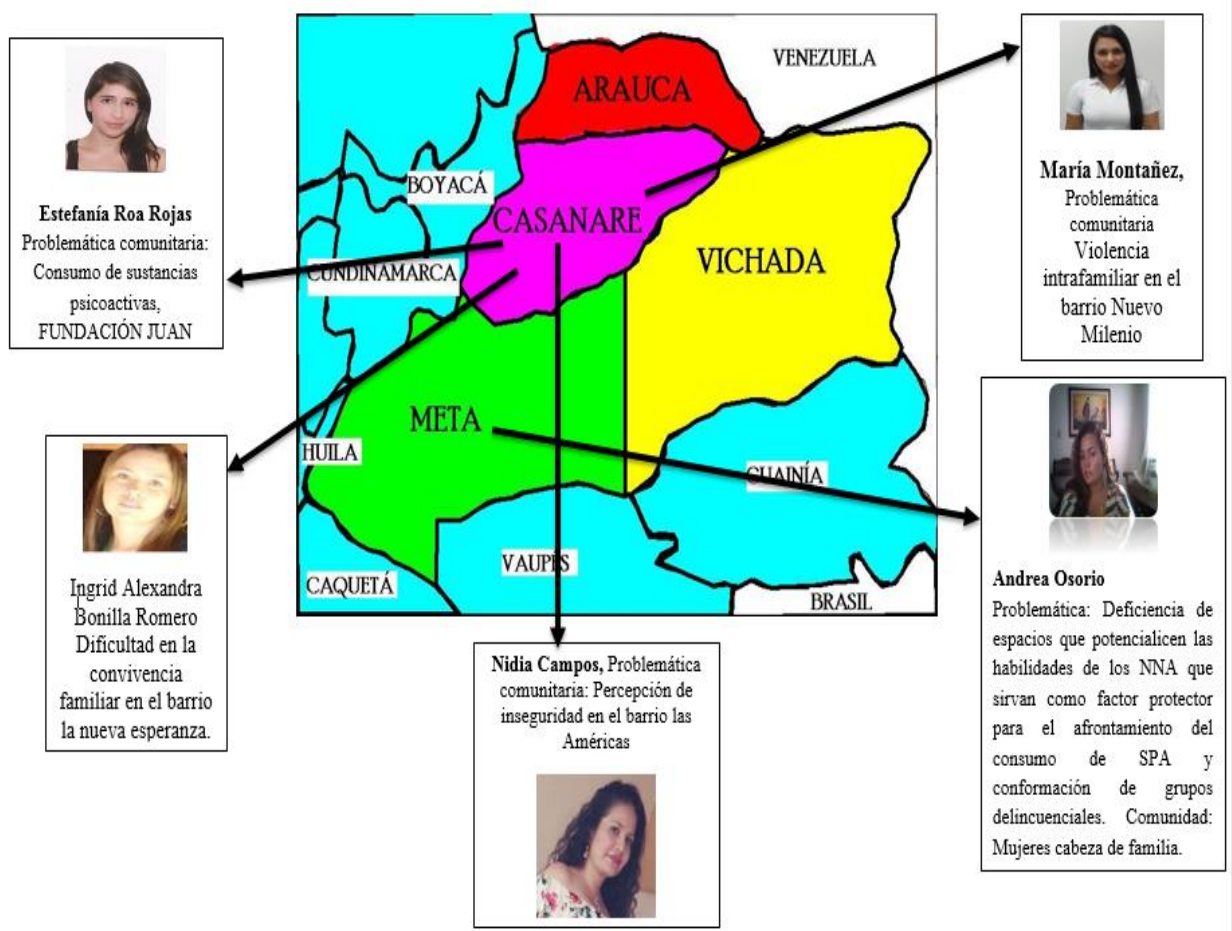 VENEZUELA
ARAUCA
BOYACÁ
CASANARE
CUNDINAMARCA
VICHADA
META
HUILA
GUAINÍA
VAUPÉS
CAQUETÁ
BRASIL
Estefanía Roa Rojas
Problemática comunitaria:
Consumo de sustancias
psicoactivas,
FUNDACIÓN JUAN
María Montañez,
Problemática
comunitaria
Violencia
intrafamiliar en el
barrio Nuevo
Milenio
Ingrid Alexandra
Bonilla Romero
Dificultad en la
convivencia
familiar en el barrio
la nueva esperanza.
Nidia Campos, Problemática
comunitaria: Percepción de
inseguridad en el barrio las
Américas
Andrea Osorio
Problemática: Deficiencia de
espacios que potencialicen las
habilidades de los NNA que
sirvan como factor protector
para el afrontamiento del
consumo de SPA y
conformación de grupos
delincuenciales. Comunidad:
Mujeres cabeza de familia.